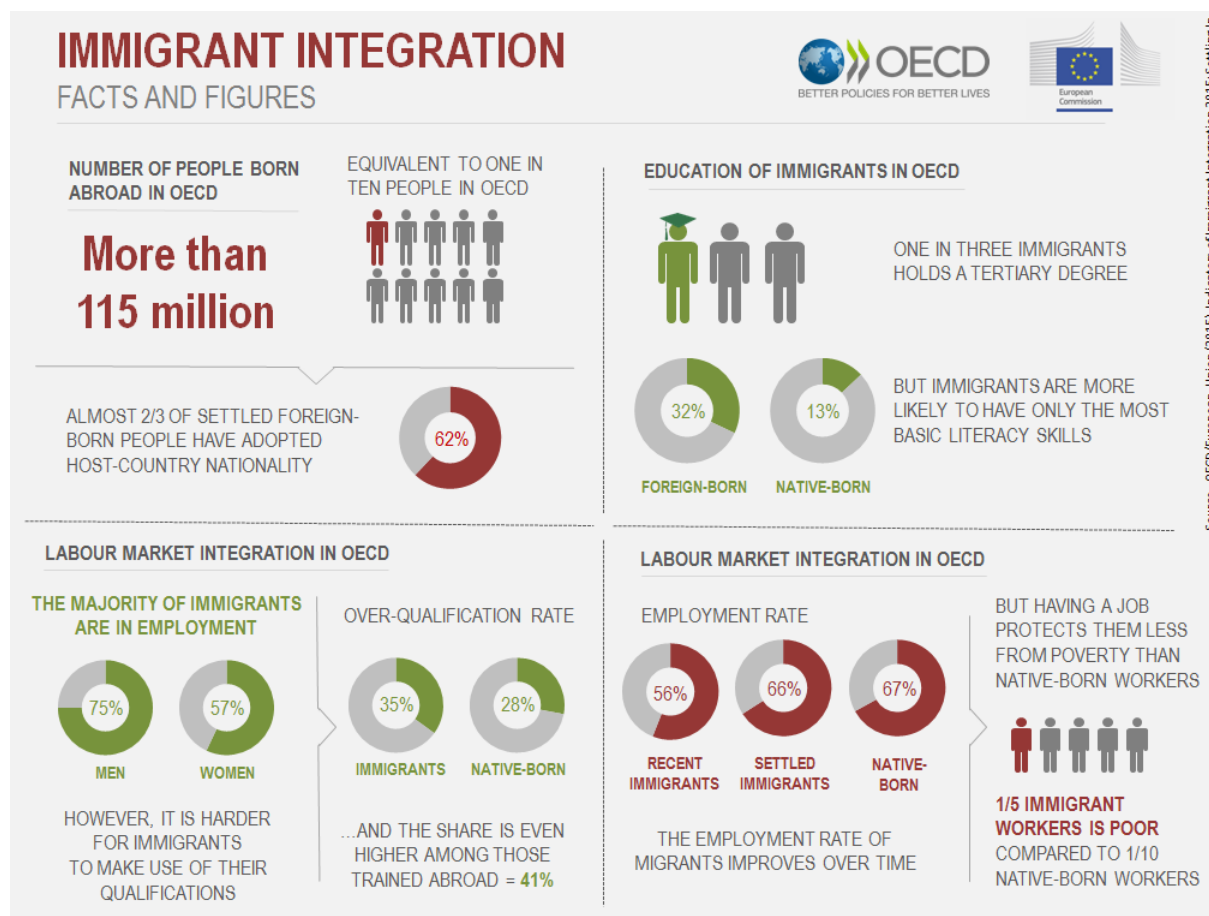 IMMIGRANT INTEGRATION
FACTS AND FIGURES
OECD
BETTER POLICIES FOR BETTER LIVES
European
Commission
NUMBER OF PEOPLE BORN
ABROAD IN OECD
More than
115 million
EQUIVALENT TO ONE IN
TEN PEOPLE IN OECD
ALMOST 2/3 OF SETTLED FOREIGN-
BORN PEOPLE HAVE ADOPTED
HOST-COUNTRY NATIONALITY
62%
EDUCATION OF IMMIGRANTS IN OECD
ONE IN THREE IMMIGRANTS
HOLDS A TERTIARY DEGREE
32%
13%
FOREIGN-BORN
NATIVE-BORN
BUT IMMIGRANTS ARE MORE
LIKELY TO HAVE ONLY THE MOST
BASIC LITERACY SKILLS
LABOUR MARKET INTEGRATION IN OECD
THE MAJORITY OF IMMIGRANTS
ARE IN EMPLOYMENT
75%
57%
MEN
WOMEN
HOWEVER, IT IS HARDER
FOR IMMIGRANTS
TO MAKE USE OF THEIR
QUALIFICATIONS
OVER-QUALIFICATION RATE
35%
28%
IMMIGRANTS
NATIVE-BORN
...AND THE SHARE IS EVEN
HIGHER AMONG THOSE
TRAINED ABROAD = 41%
LABOUR MARKET INTEGRATION IN OECD
EMPLOYMENT RATE
56%
66%
67%
RECENT
IMMIGRANTS
SETTLED
IMMIGRANTS
NATIVE-
BORN
THE EMPLOYMENT RATE OF
MIGRANTS IMPROVES OVER TIME
BUT HAVING A JOB
PROTECTS THEM LESS
FROM POVERTY THAN
NATIVE-BORN WORKERS
1/5 IMMIGRANT
WORKERS IS POOR
COMPARED TO 1/10
NATIVE-BORN WORKERS